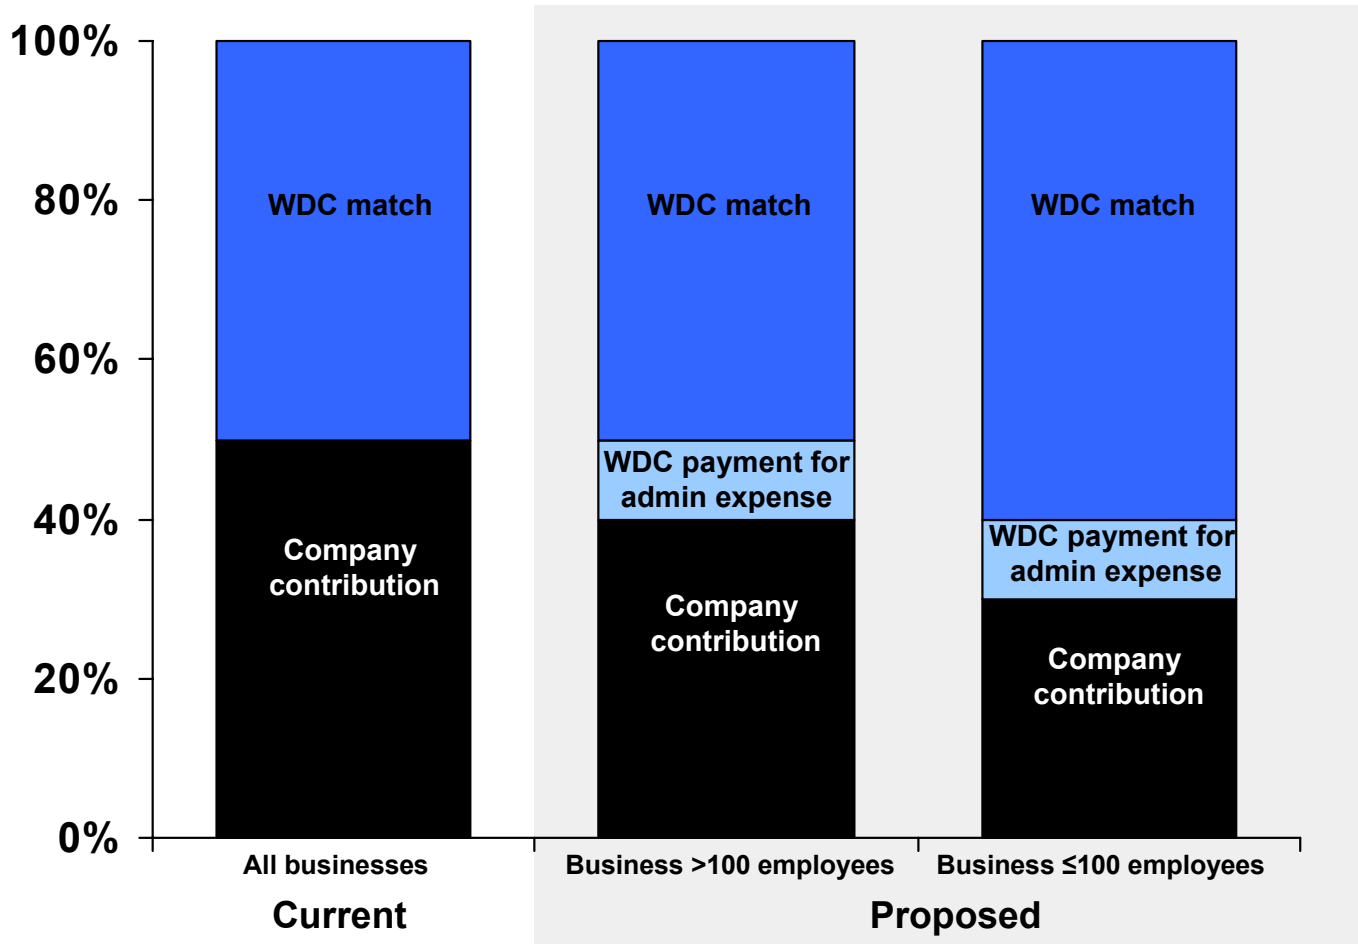 100%
80%
60%
40%
20%
0%
WDC match
Company
contribution
WDC match
WDC payment for
admin expense
Company
contribution
WDC match
WDC payment for
admin expense
Company
contribution
All businesses
Business >100 employees
Business ≤100 employees
Current
Proposed